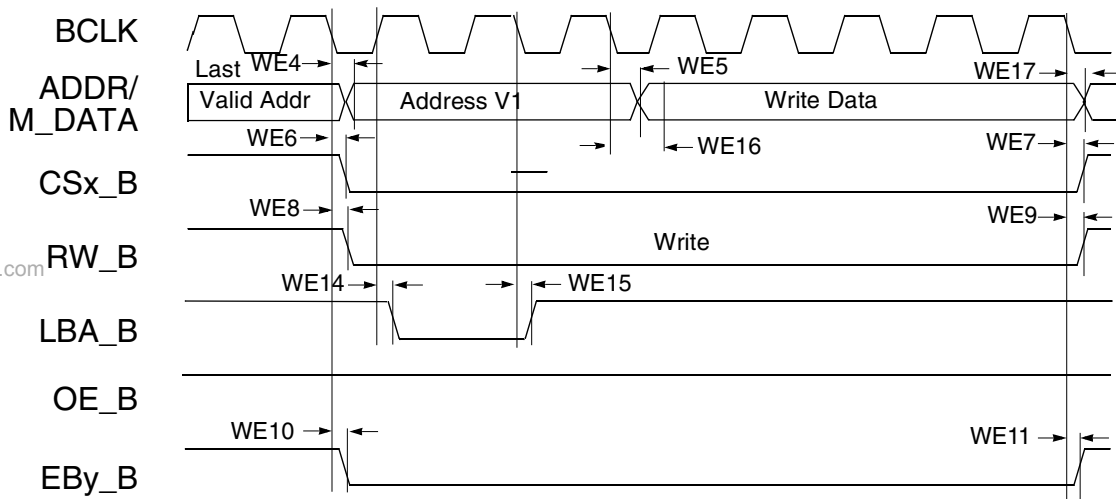 BCLK
Last WE4 WE5 WE17
ADDR/
M_DATA
Valid Addr Address V1 Write Data
WE6 WE16 WE7
CSx_B
WE8 WE9
.com RW_B Write
WE14 WE15
LBA_B
OE_B
WE10 WE11
EBy_B